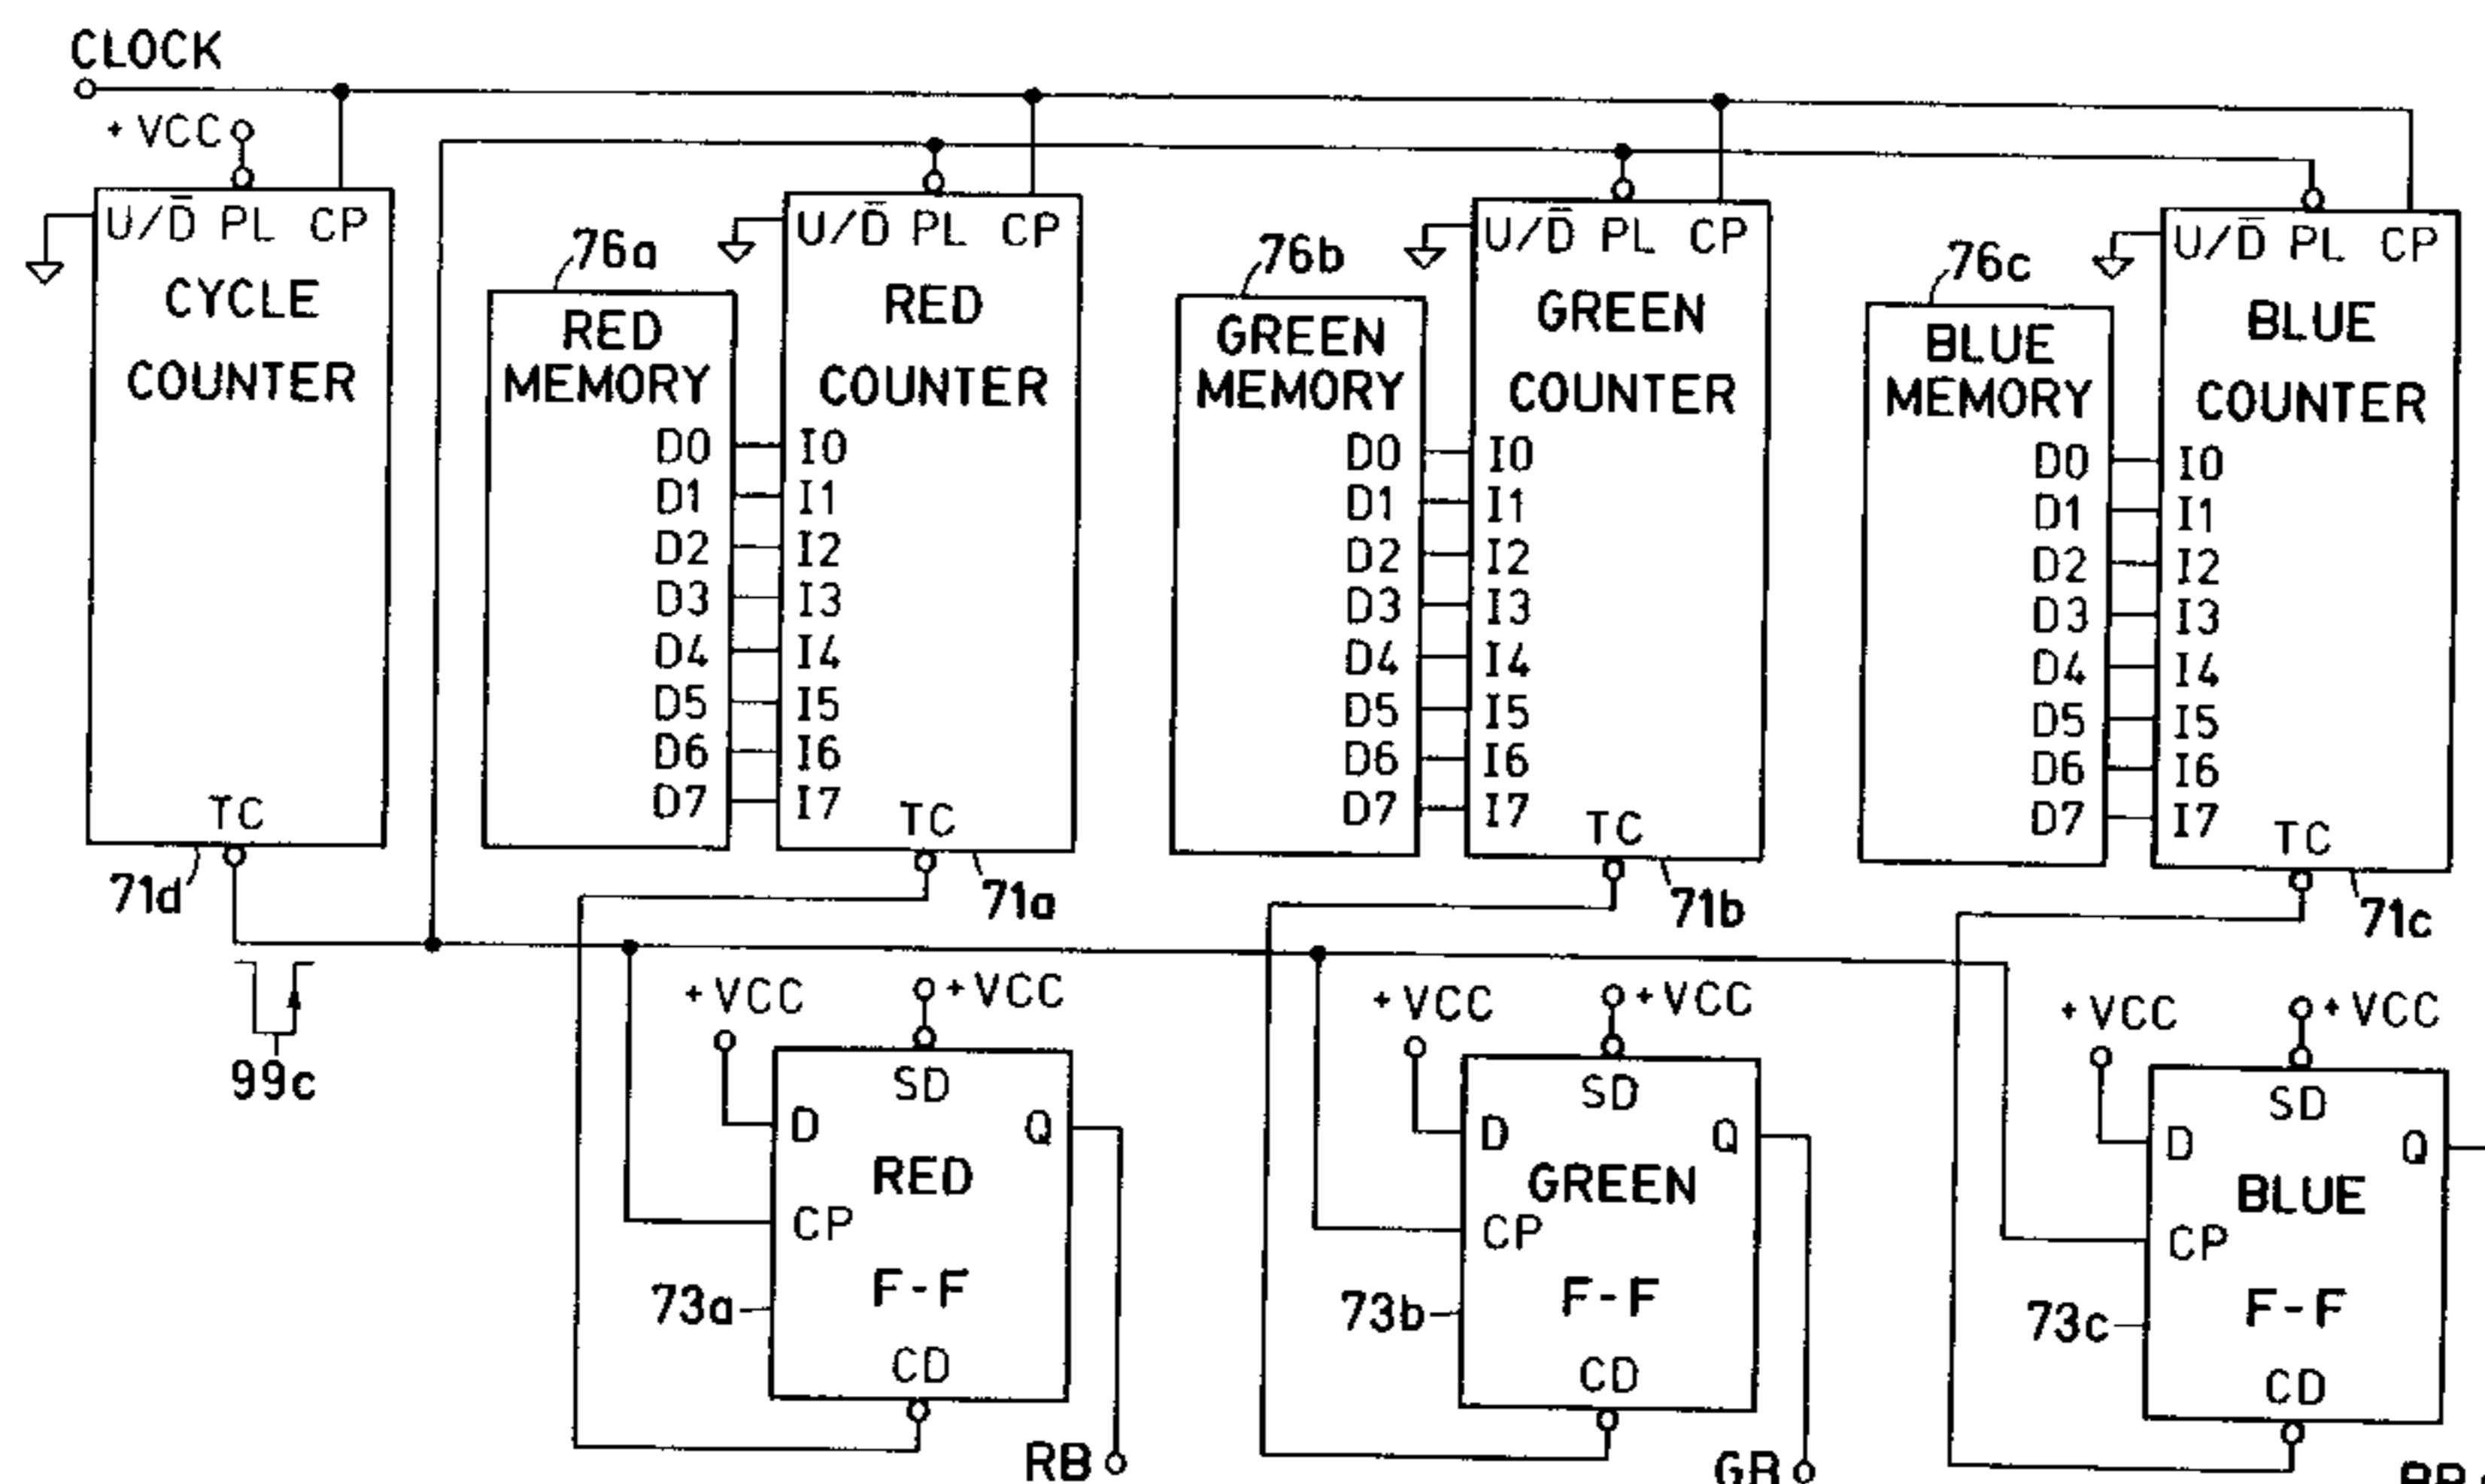 CLOCK
+ VCC
U/D̅ PL CP
CYCLE
COUNTER
TC
71d
99c
76a
RED
MEMORY
D0
D1
D2
D3
D4
D5
D6
D7
U/D̅ PL CP
RED
COUNTER
I0
I1
I2
I3
I4
I5
I6
I7
TC
71a
76b
GREEN
MEMORY
D0
D1
D2
D3
D4
D5
D6
D7
U/D̅ PL CP
GREEN
COUNTER
I0
I1
I2
I3
I4
I5
I6
I7
TC
71b
76c
BLUE
MEMORY
D0
D1
D2
D3
D4
D5
D6
D7
U/D̅ PL CP
BLUE
COUNTER
I0
I1
I2
I3
I4
I5
I6
I7
TC
71c
+ VCC
+ VCC
SD
D
Q
RED
CP
F-F
73a
CD
RB
+ VCC
+ VCC
SD
D
Q
GREEN
CP
F-F
73b
CD
GB
+ VCC
+ VCC
SD
D
Q
BLUE
CP
F-F
73c
CD